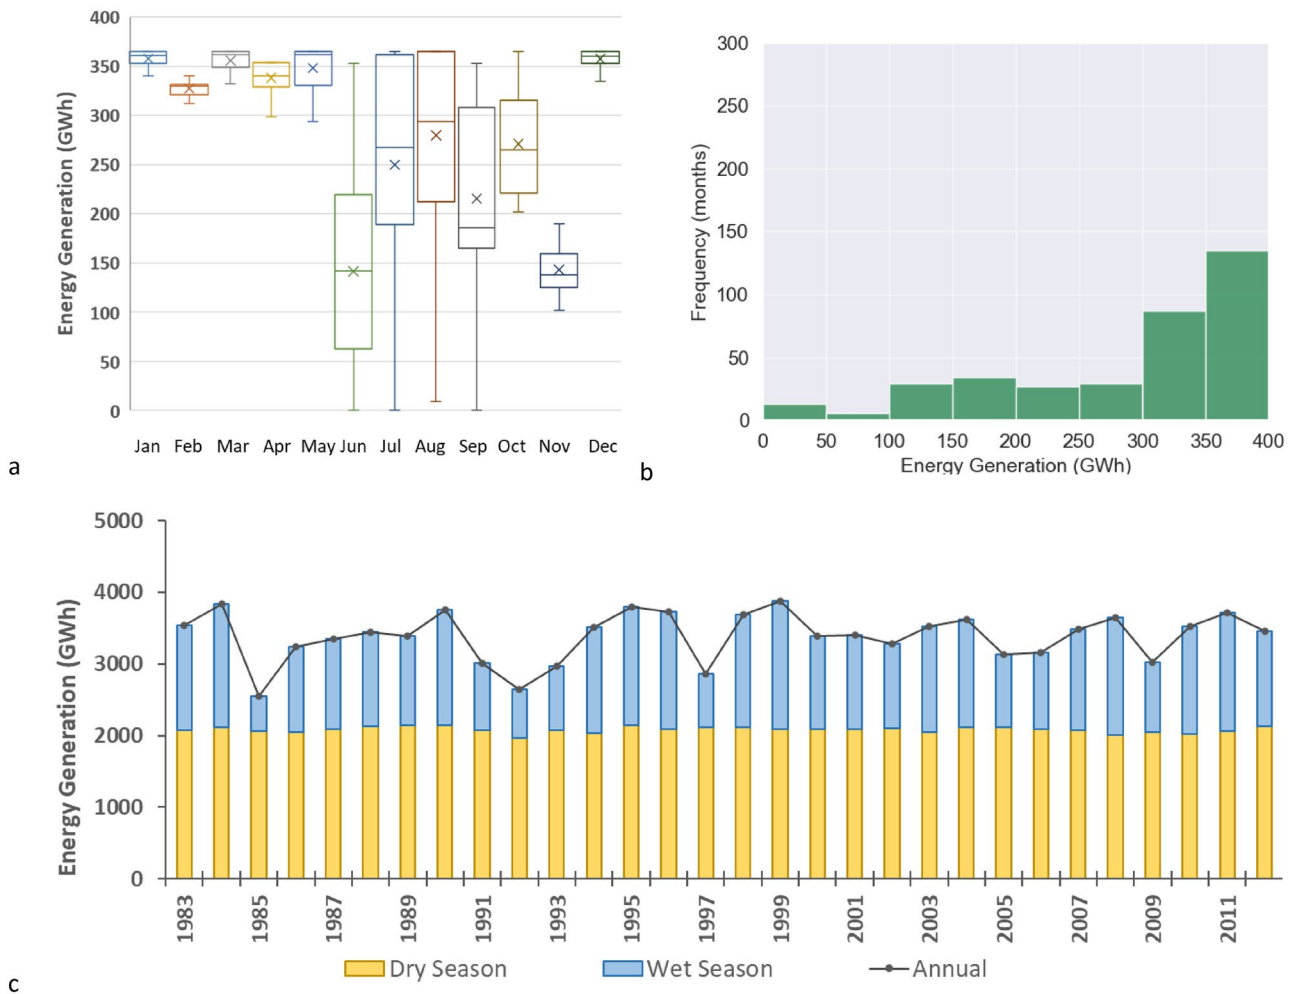 400
350
300
250
200
150
100
50
0
Energy Generation (GWh)
Jan Feb Mar Apr May Jun Jul Aug Sep Oct Nov Dec
a
300
250
200
150
100
50
0
Frequency (months)
0 50 100 150 200 250 300 350 400
Energy Generation (GWh)
b
5000
4000
3000
2000
1000
0
Energy Generation (GWh)
1983 1985 1987 1989 1991 1993 1995 1997 1999 2001 2003 2005 2007 2009 2011
Dry Season Wet Season Annual
c